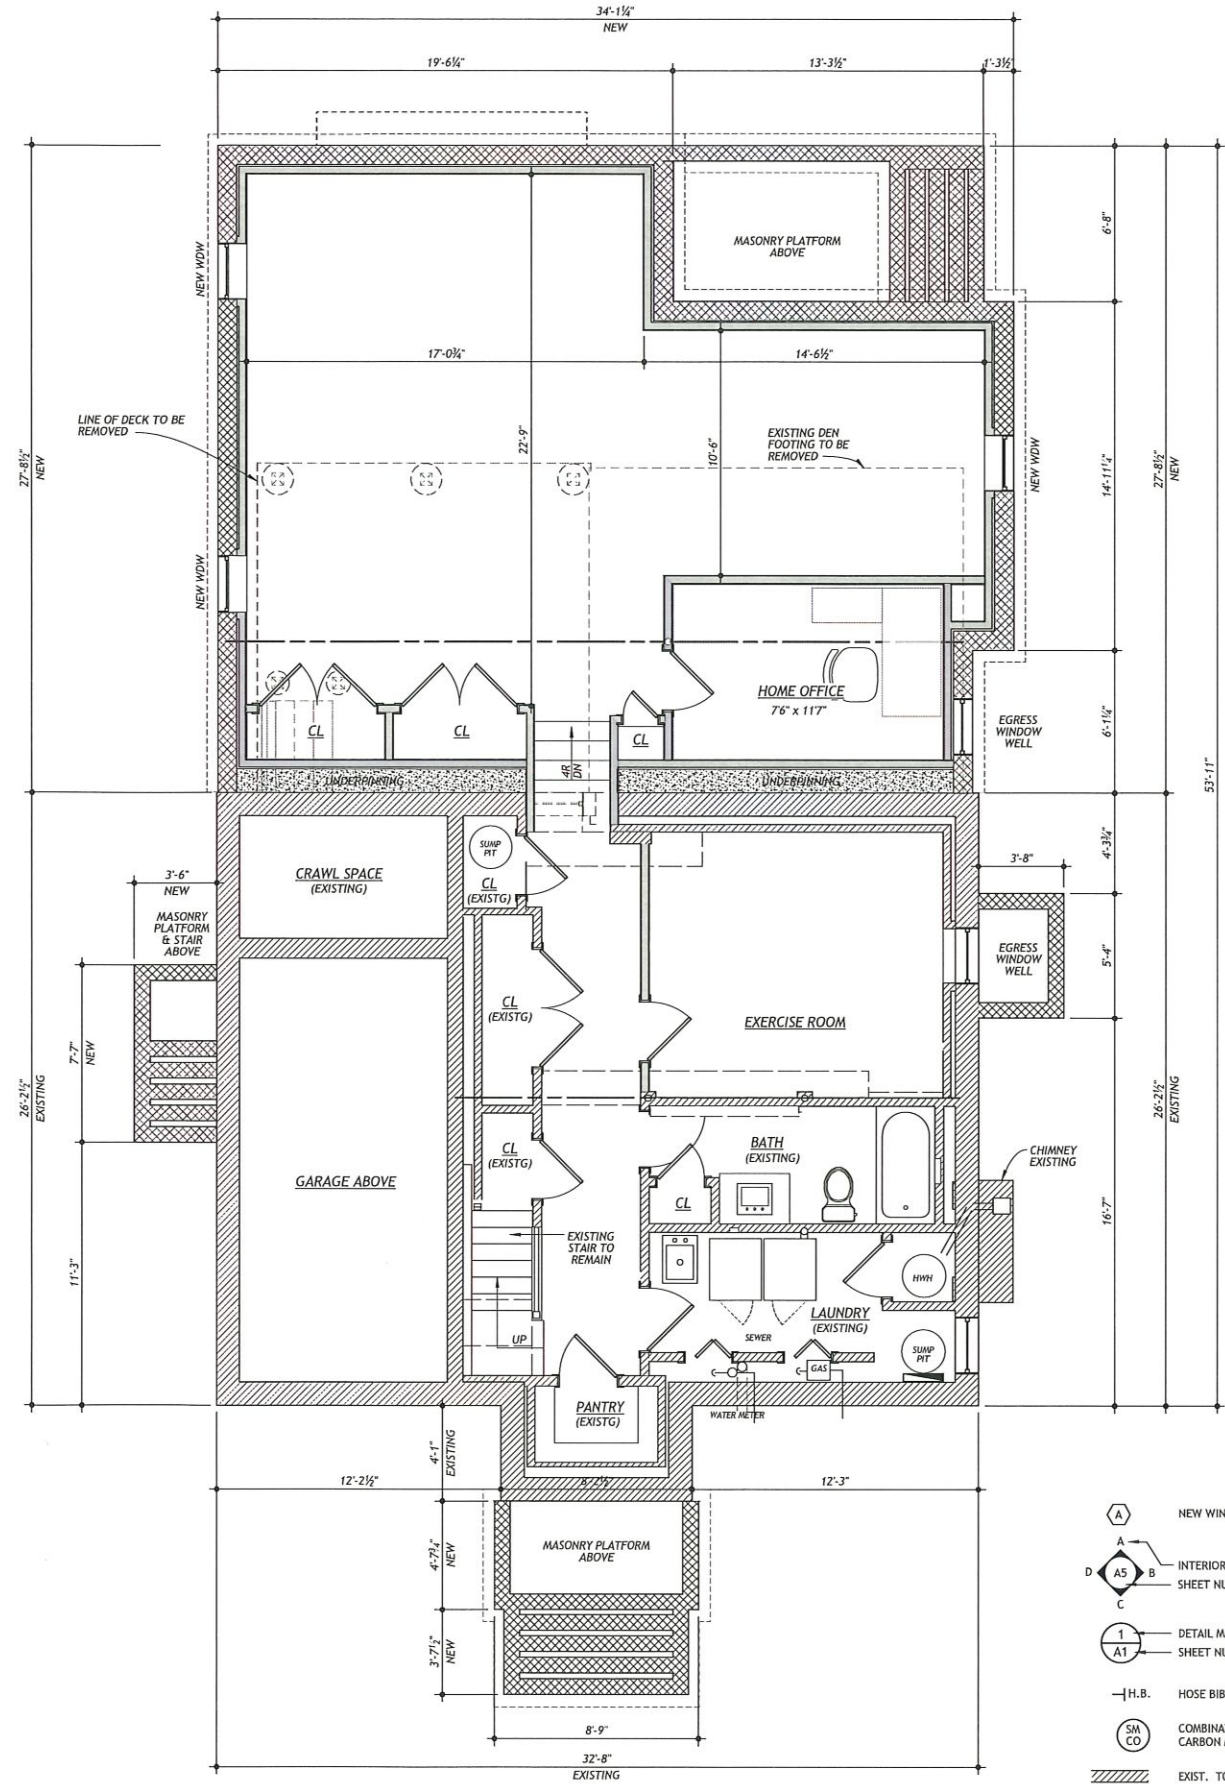 34'-1¼"
NEW
19'-6¼"
13'-3½"
1'-3½"
MASONRY PLATFORM
ABOVE
6'-8"
NEW WDW
17'-0¾"
14'-6½"
LINE OF DECK TO BE
REMOVED
22'-9"
10'-6"
EXISTING DEN
FOOTING TO BE
REMOVED
NEW WDW
27'-8½"
NEW
14'-11¼"
27'-8½"
NEW
NEW WDW
HOME OFFICE
7'6" x 11'7"
CL
CL
CL
4R
DN
EGRESS
WINDOW
WELL
6'-1¼"
53'-11"
UNDERPINNING
UNDERPINNING
SUMP
PIT
CL
(EXISTG)
CRAWL SPACE
(EXISTING)
3'-6"
NEW
MASONRY
PLATFORM
& STAIR
ABOVE
4'-3¾"
3'-8"
EGRESS
WINDOW
WELL
5'-4"
CL
(EXISTG)
EXERCISE ROOM
7'-7"
NEW
26'-2½"
EXISTING
26'-2½"
EXISTING
CL
(EXISTG)
BATH
(EXISTING)
CHIMNEY
EXISTING
GARAGE ABOVE
CL
16'-7"
EXISTING
STAIR TO
REMAIN
11'-3"
HWH
LAUNDRY
(EXISTING)
SEWER
UP
SUMP
PIT
GAS
PANTRY
(EXISTG)
WATER METER
4'-1"
EXISTING
12'-2½"
8'-2½"
12'-3"
MASONRY PLATFORM
ABOVE
4'-7¾"
NEW
3'-7½"
NEW
8'-9"
32'-8"
EXISTING
A
NEW WIN
A
D A5 B
C
INTERIOR
SHEET NU
1
A1
DETAIL M
SHEET NU
H.B.
HOSE BIB
SM
CO
COMBINA
CARBON
EXIST. TO